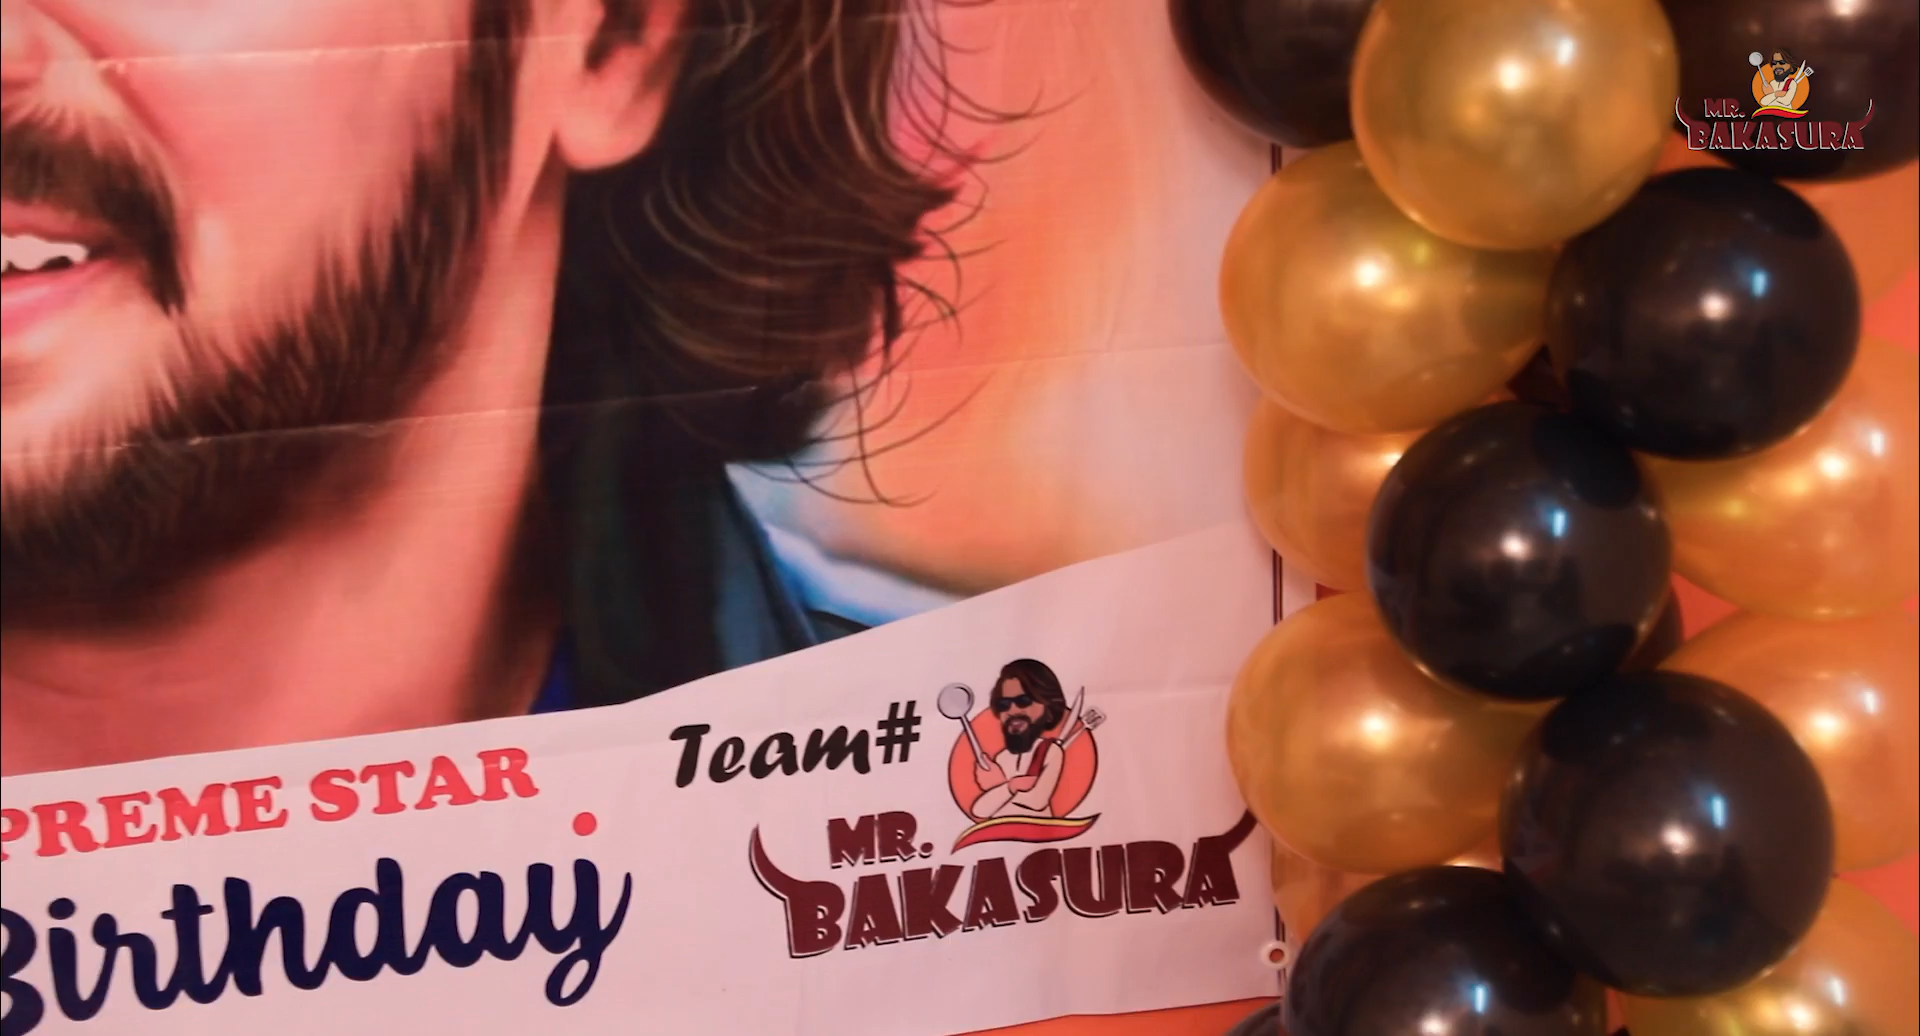 MR.
BAKASURA
PREME STAR
Birthday
Team#
MR.
BAKASURA